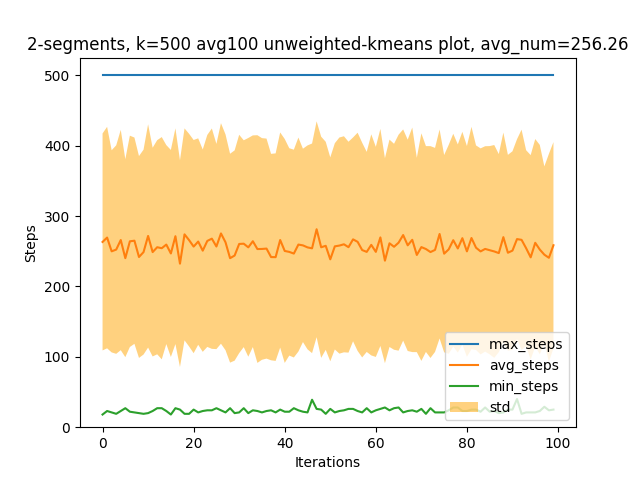 2-segments, k=500 avg100 unweighted-kmeans plot, avg_num=256.26
500
400
300
200
100
0
Steps
max_steps
avg_steps
min_steps
std
0 20 40 60 80 100
Iterations